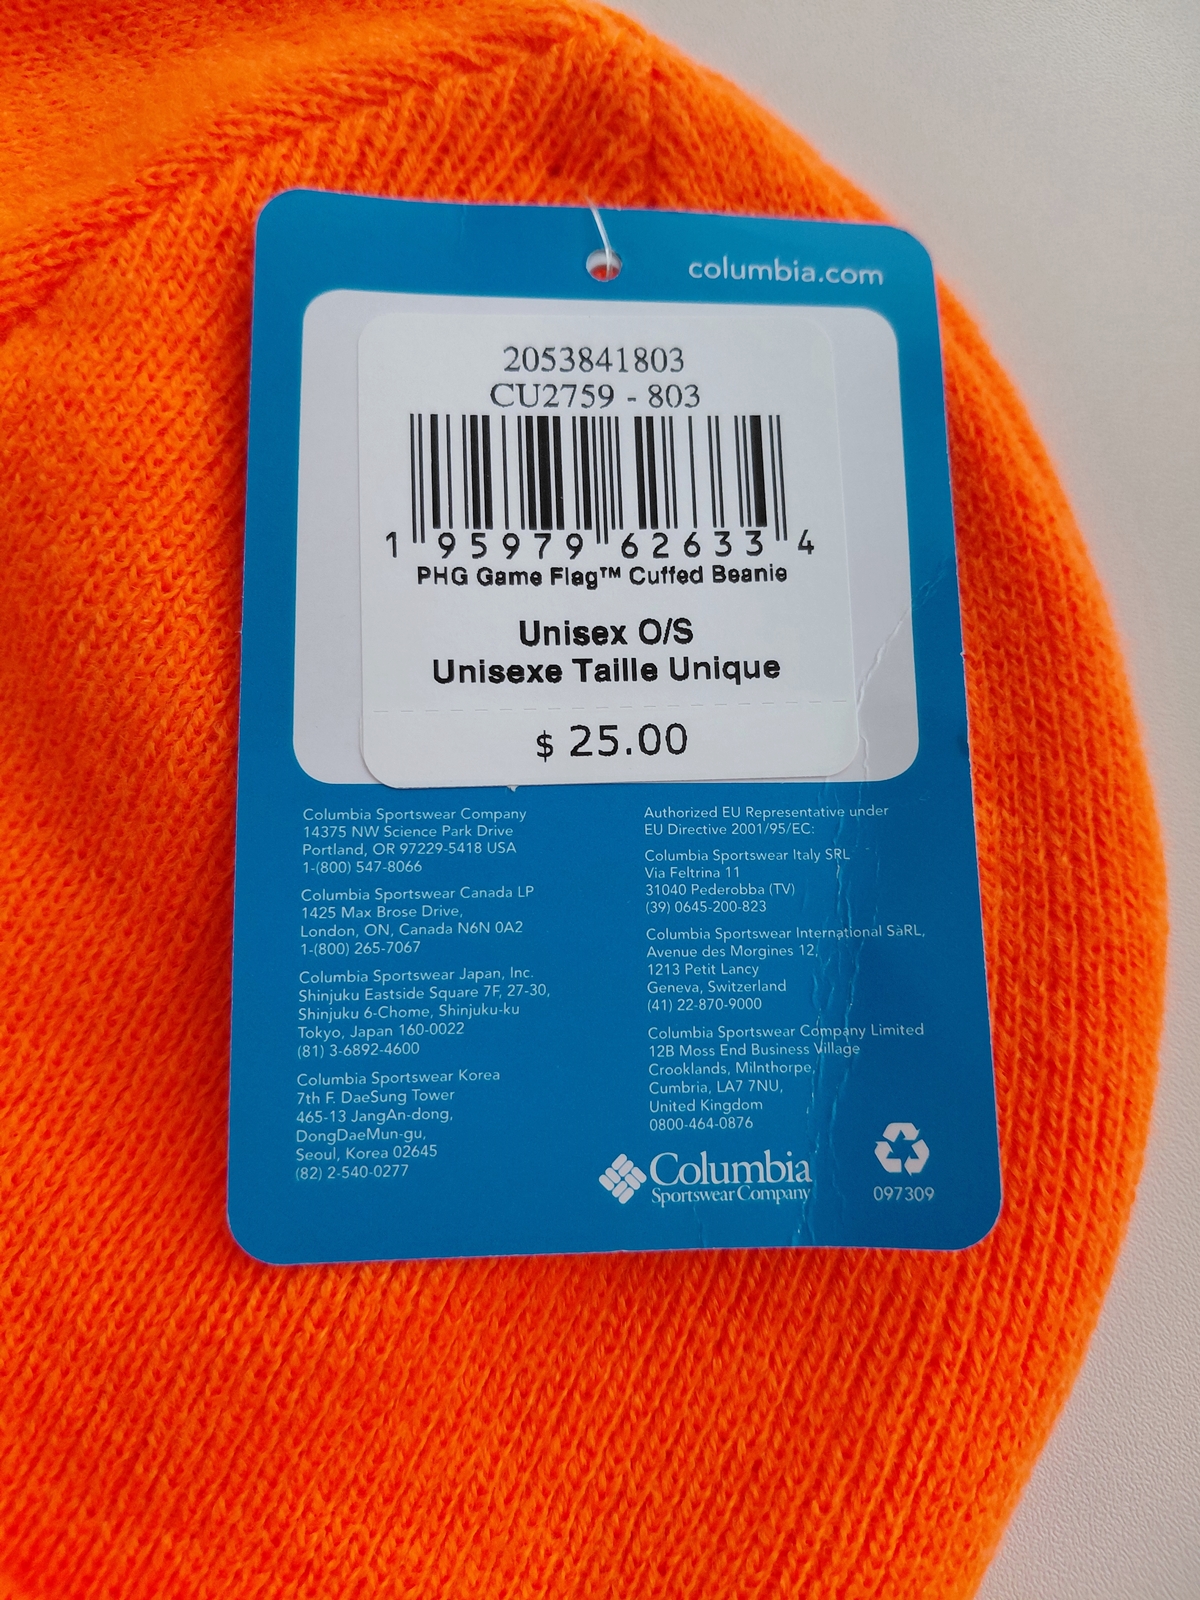 columbia.com
2053841803
CU2759 - 803
1 95979 62633 4
PHG Game Flag™ Cuffed Beanie
Unisex O/S
Unisexe Taille Unique
$ 25.00
Columbia Sportswear Company
14375 NW Science Park Drive
Portland, OR 97229-5418 USA
1-(800) 547-8066
Columbia Sportswear Canada LP
1425 Max Brose Drive,
London, ON, Canada N6N 0A2
1-(800) 265-7067
Columbia Sportswear Japan, Inc.
Shinjuku Eastside Square 7F, 27-30,
Shinjuku 6-Chome, Shinjuku-ku
Tokyo, Japan 160-0022
(81) 3-6892-4600
Columbia Sportswear Korea
7th F. DaeSung Tower
465-13 JangAn-dong,
DongDaeMun-gu,
Seoul, Korea 02645
(82) 2-540-0277
Authorized EU Representative under
EU Directive 2001/95/EC:
Columbia Sportswear Italy SRL
Via Feltrina 11
31040 Pederobba (TV)
(39) 0645-200-823
Columbia Sportswear International SàRL,
Avenue des Morgines 12,
1213 Petit Lancy
Geneva, Switzerland
(41) 22-870-9000
Columbia Sportswear Company Limited
12B Moss End Business Village
Crooklands, Milnthorpe,
Cumbria, LA7 7NU,
United Kingdom
0800-464-0876
Columbia
Sportswear Company
097309